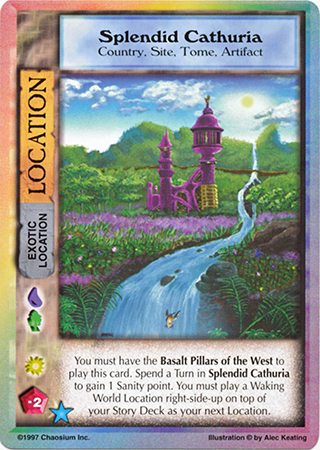 Splendid Cathuria
Country, Site, Tome, Artifact
LOCATION
EXOTIC
LOCATION
-2
You must have the Basalt Pillars of the West to
play this card. Spend a Turn in Splendid Cathuria
to gain 1 Sanity point. You must play a Waking
World Location right-side-up on top of
your Story Deck as your next Location.
©1997 Chaosium Inc.
Illustration © by Alec Keating